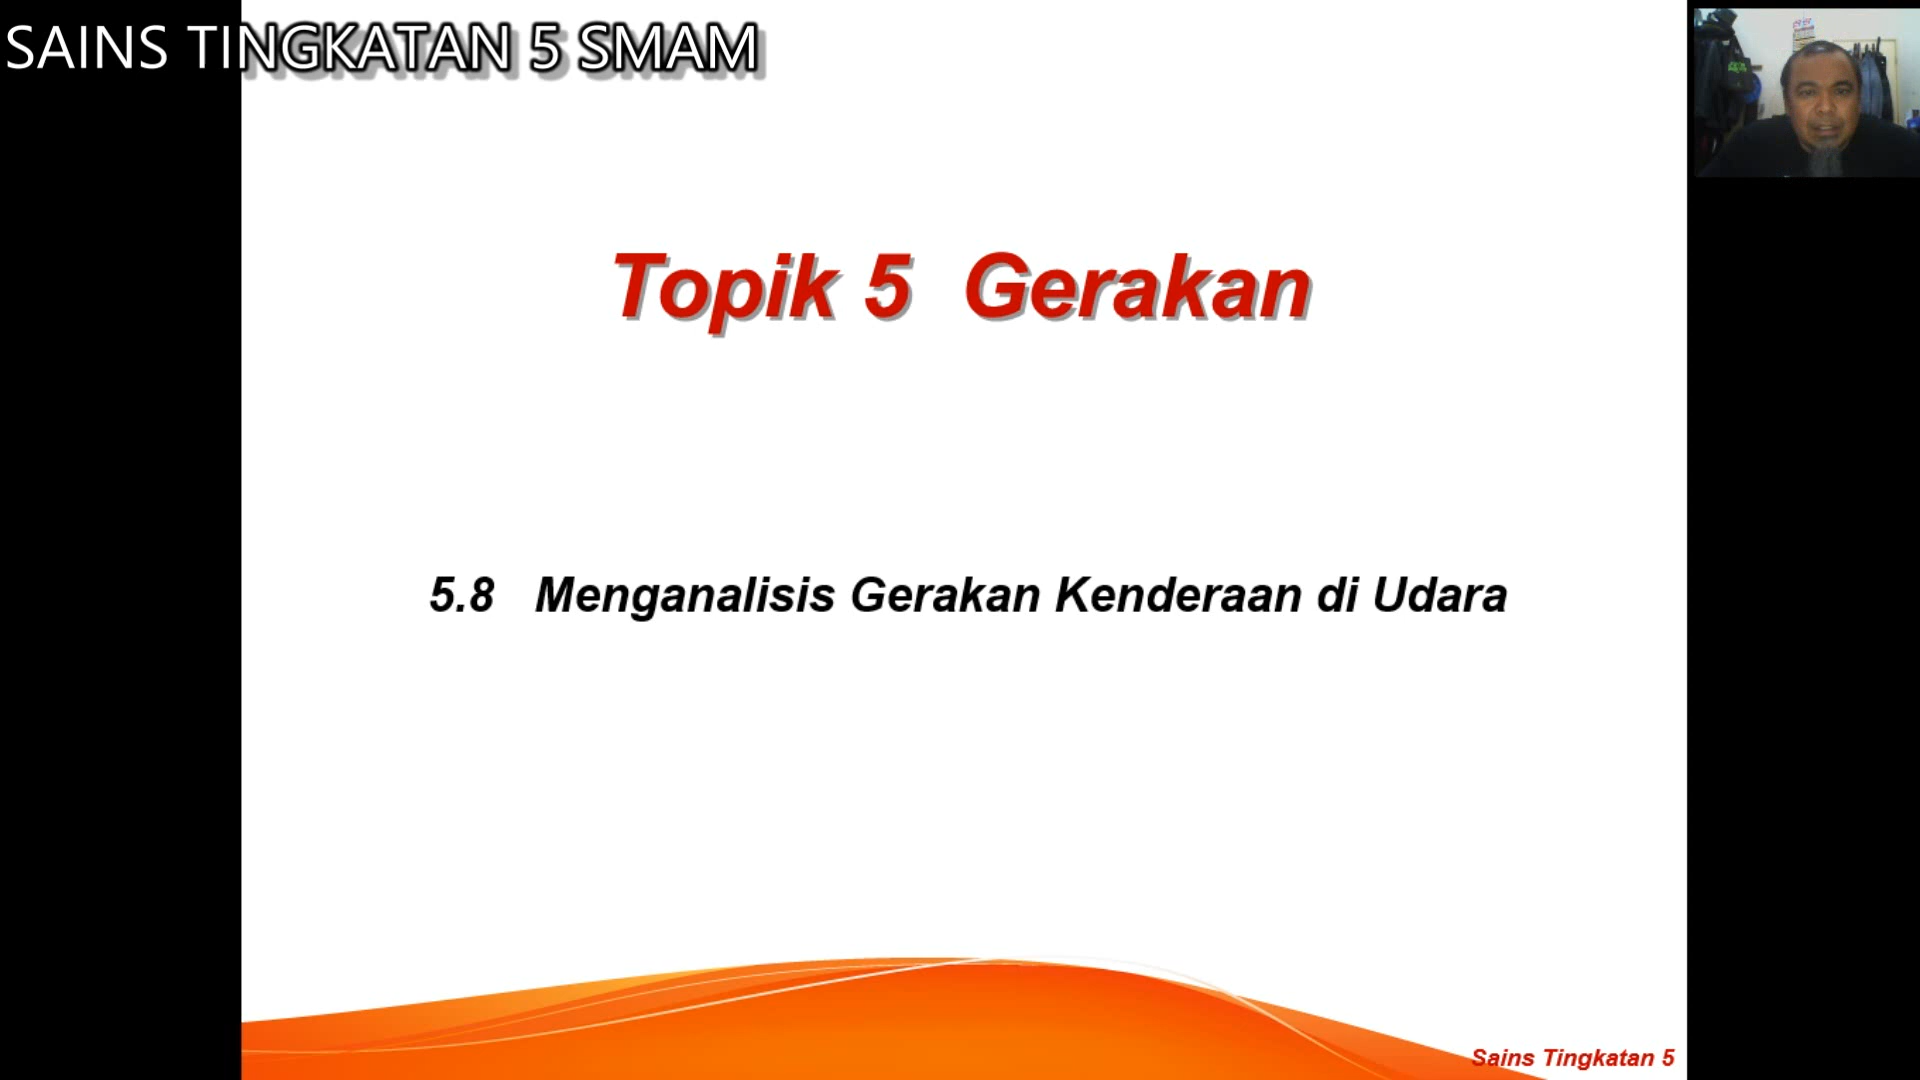 SAINS TINGKATAN 5 SMAM
Topik 5 Gerakan
5.8 Menganalisis Gerakan Kenderaan di Udara
Sains Tingkatan 5